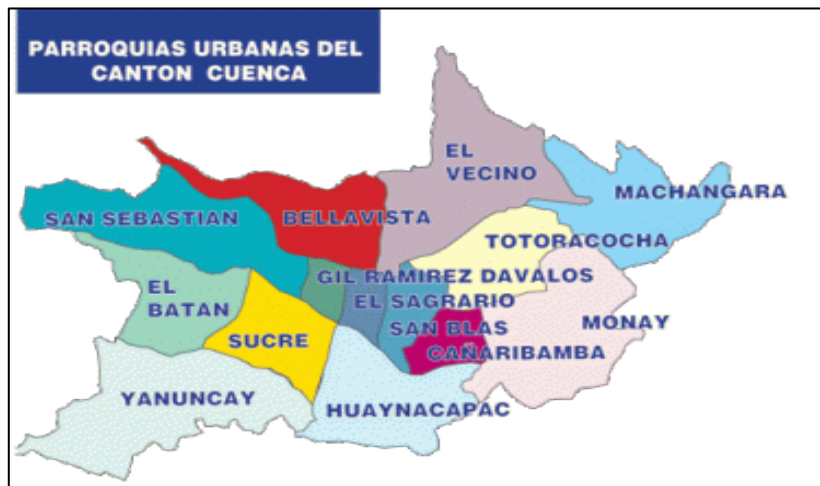 PARROQUIAS URBANAS DEL
CANTON CUENCA
EL
VECINO
MACHANGARA
SAN SEBASTIAN
BELLAVISTA
TOTORACOCHA
GIL RAMIREZ DAVALOS
EL
BATAN
EL SAGRARIO
SAN BLAS
MONAY
SUCRE
CAÑARIBAMBA
YANUNCAY
HUAYNACAPAC